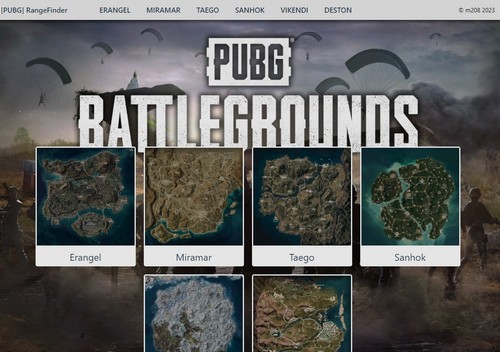 |PUBG| RangeFinder ERANGEL MIRAMAR TAEGO SANHOK VIKENDI DESTON © m208 2023
PUBG
BATTLEGROUNDS
Erangel Miramar Taego Sanhok